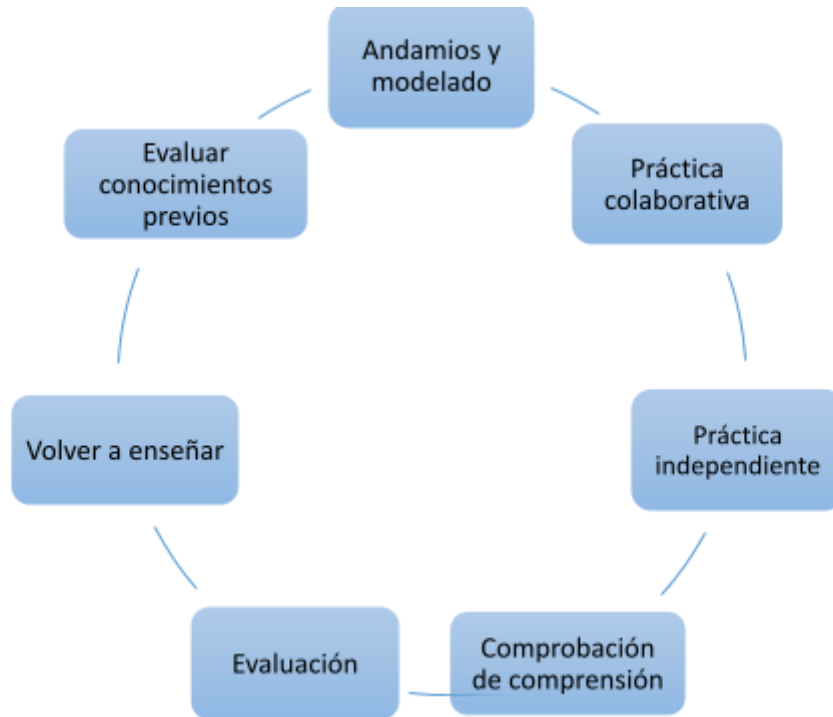 Andamios y
modelado
Práctica
colaborativa
Práctica
independiente
Comprobación
de comprensión
Evaluación
Volver a enseñar
Evaluar
conocimientos
previos